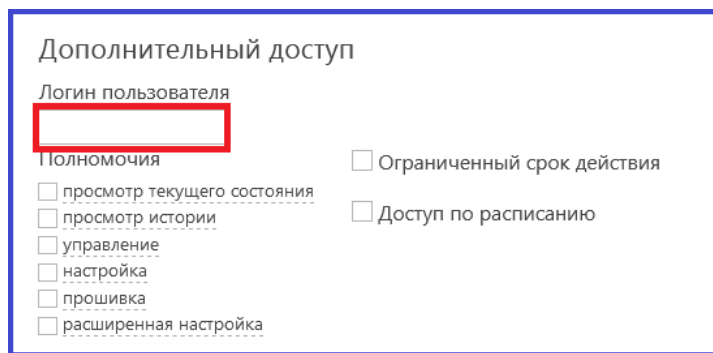 Дополнительный доступ
Логин пользователя
Полномочия
просмотр текущего состояния
просмотр истории
управление
настройка
прошивка
расширенная настройка
Ограниченный срок действия
Доступ по расписанию